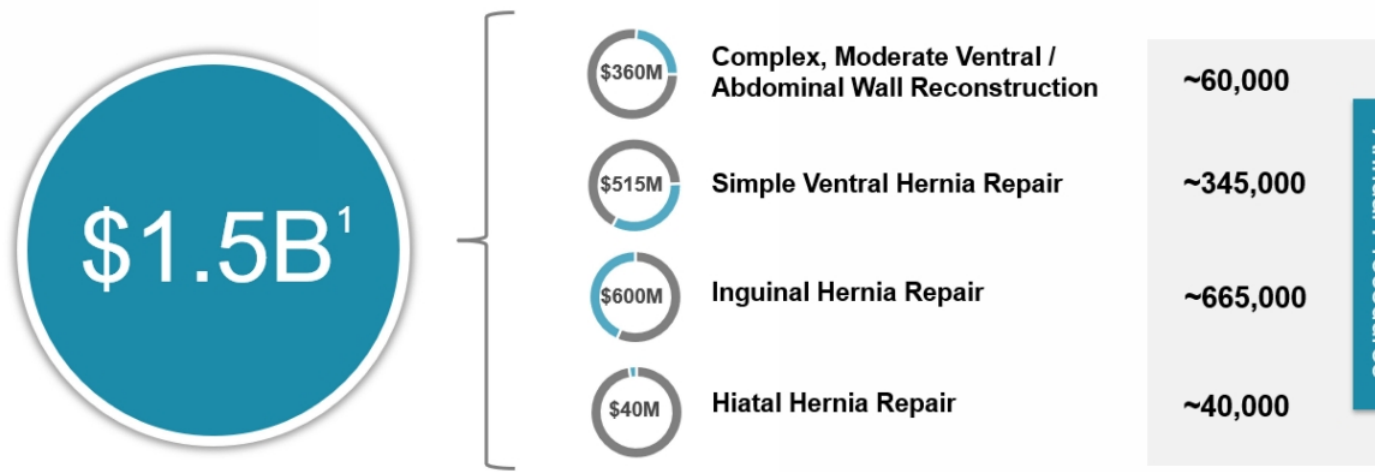 $1.5B¹
$360M
Complex, Moderate Ventral /
Abdominal Wall Reconstruction
~60,000
$515M
Simple Ventral Hernia Repair
~345,000
$600M
Inguinal Hernia Repair
~665,000
$40M
Hiatal Hernia Repair
~40,000